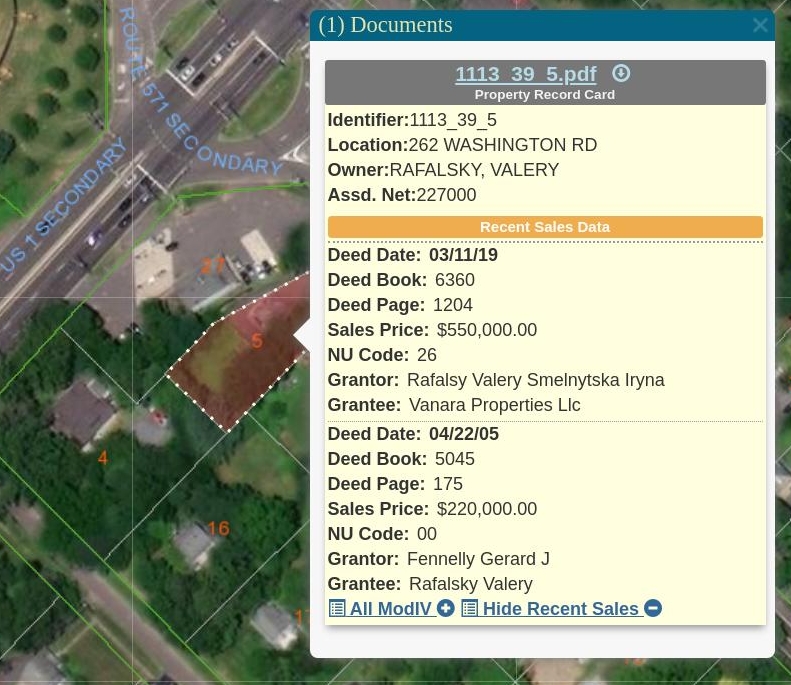 (1) Documents
1113_39_5.pdf
Property Record Card
Identifier:1113_39_5
Location:262 WASHINGTON RD
Owner:RAFALSKY, VALERY
Assd. Net:227000
Recent Sales Data
Deed Date: 03/11/19
Deed Book: 6360
Deed Page: 1204
Sales Price: $550,000.00
NU Code: 26
Grantor: Rafalsy Valery Smelnytska Iryna
Grantee: Vanara Properties Llc
Deed Date: 04/22/05
Deed Book: 5045
Deed Page: 175
Sales Price: $220,000.00
NU Code: 00
Grantor: Fennelly Gerard J
Grantee: Rafalsky Valery
All ModIV Hide Recent Sales
ROUTE 571 SECONDARY
US 1 SECONDARY
5
4
16